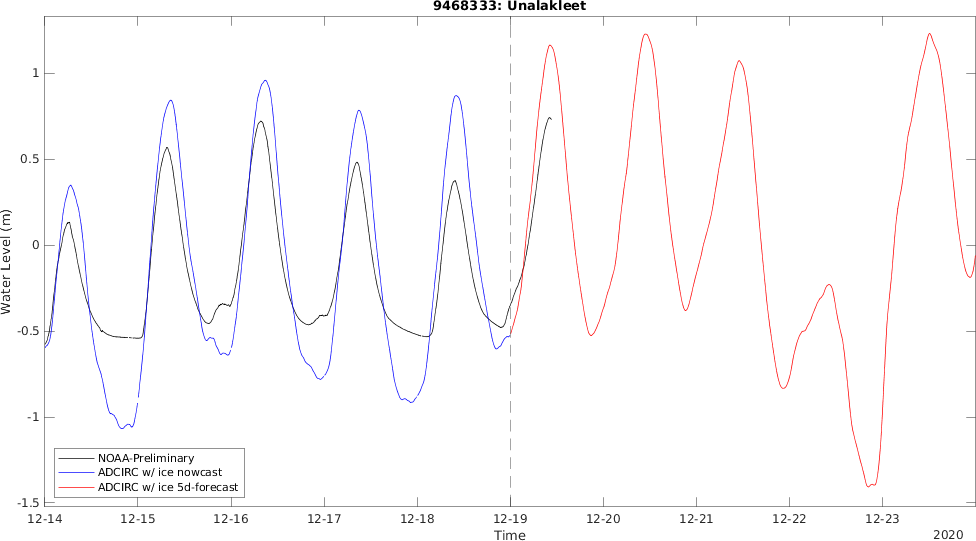 9468333: Unalakleet
Water Level (m)
1
0.5
0
-0.5
-1
-1.5
NOAA-Preliminary
ADCIRC w/ ice nowcast
ADCIRC w/ ice 5d-forecast
12-14 12-15 12-16 12-17 12-18 12-19 12-20 12-21 12-22 12-23
Time
2020